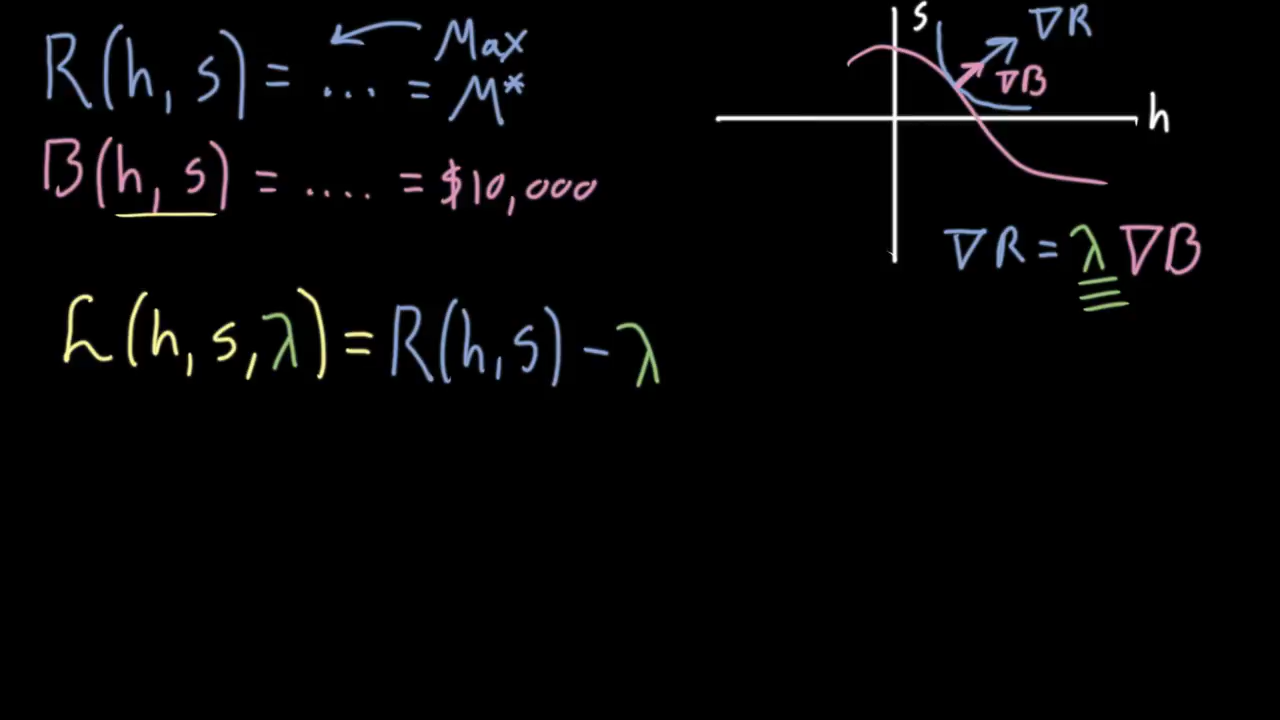 R(h, s) = ... = M*
Max
B(h, s) = .... = $10,000
s
∇R
∇B
h
∇R = λ∇B
ℒ(h, s, λ) = R(h, s) - λ